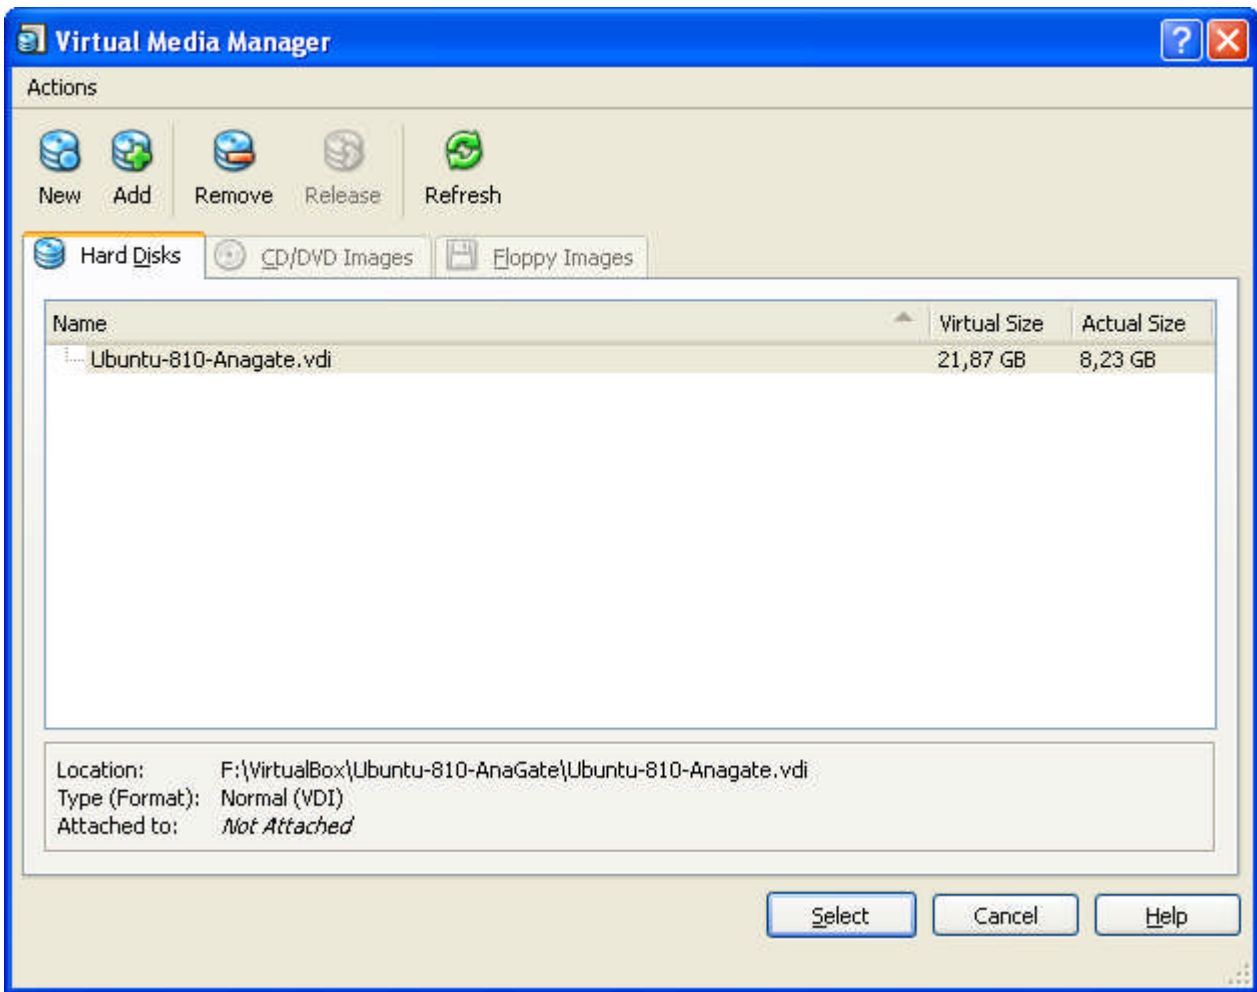 Virtual Media Manager
Actions
New Add Remove Release Refresh
Hard Disks CD/DVD Images Floppy Images
Name Virtual Size Actual Size
Ubuntu-810-Anagate.vdi 21,87 GB 8,23 GB
Location: F:\VirtualBox\Ubuntu-810-AnaGate\Ubuntu-810-Anagate.vdi
Type (Format): Normal (VDI)
Attached to: Not Attached
Select Cancel Help